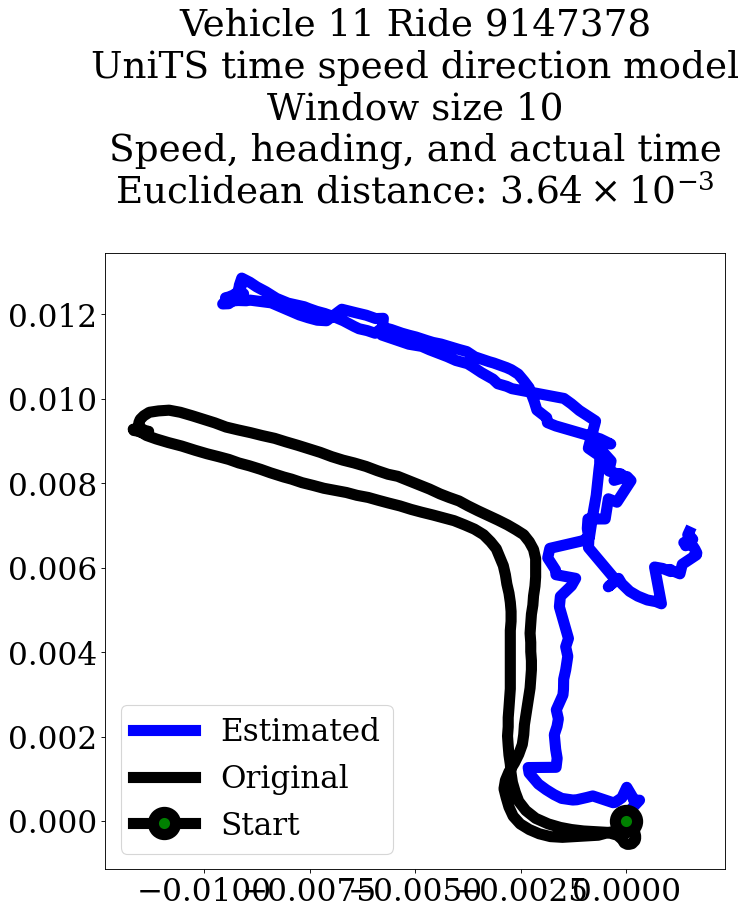 Vehicle 11 Ride 9147378
UniTS time speed direction model
Window size 10
Speed, heading, and actual time
Euclidean distance: 3.64 × 10⁻³
0.012
0.010
0.008
0.006
0.004
0.002
0.000
Estimated
Original
Start
−0.0100 −0.0075 −0.0050 −0.0025 0.0000